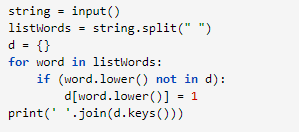 string = input()
listWords = string.split(" ")
d = {}
for word in listWords:
    if (word.lower() not in d):
        d[word.lower()] = 1
print(' '.join(d.keys()))